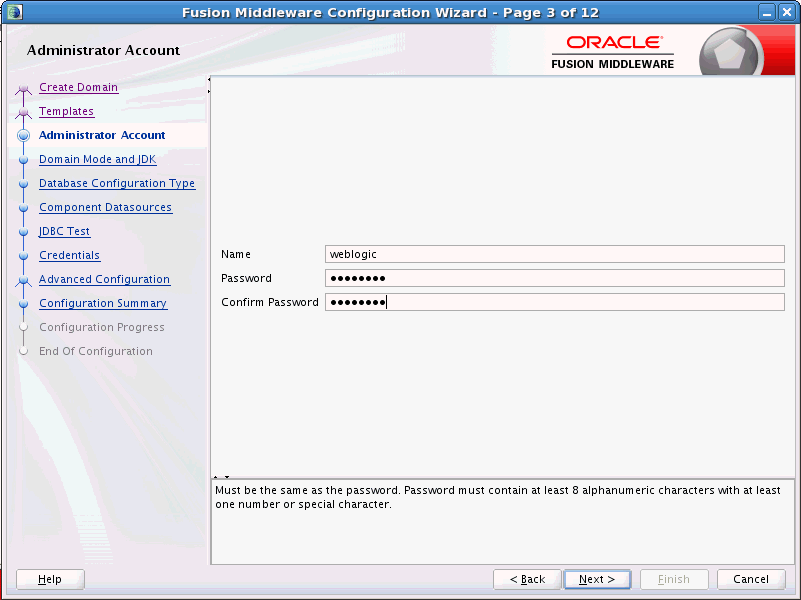 Fusion Middleware Configuration Wizard - Page 3 of 12
Administrator Account
ORACLE®
FUSION MIDDLEWARE
Create Domain
Templates
Administrator Account
Domain Mode and JDK
Database Configuration Type
Component Datasources
JDBC Test
Credentials
Advanced Configuration
Configuration Summary
Configuration Progress
End Of Configuration
Name weblogic
Password ●●●●●●●●
Confirm Password ●●●●●●●●
Must be the same as the password. Password must contain at least 8 alphanumeric characters with at least
one number or special character.
Help < Back Next > Finish Cancel